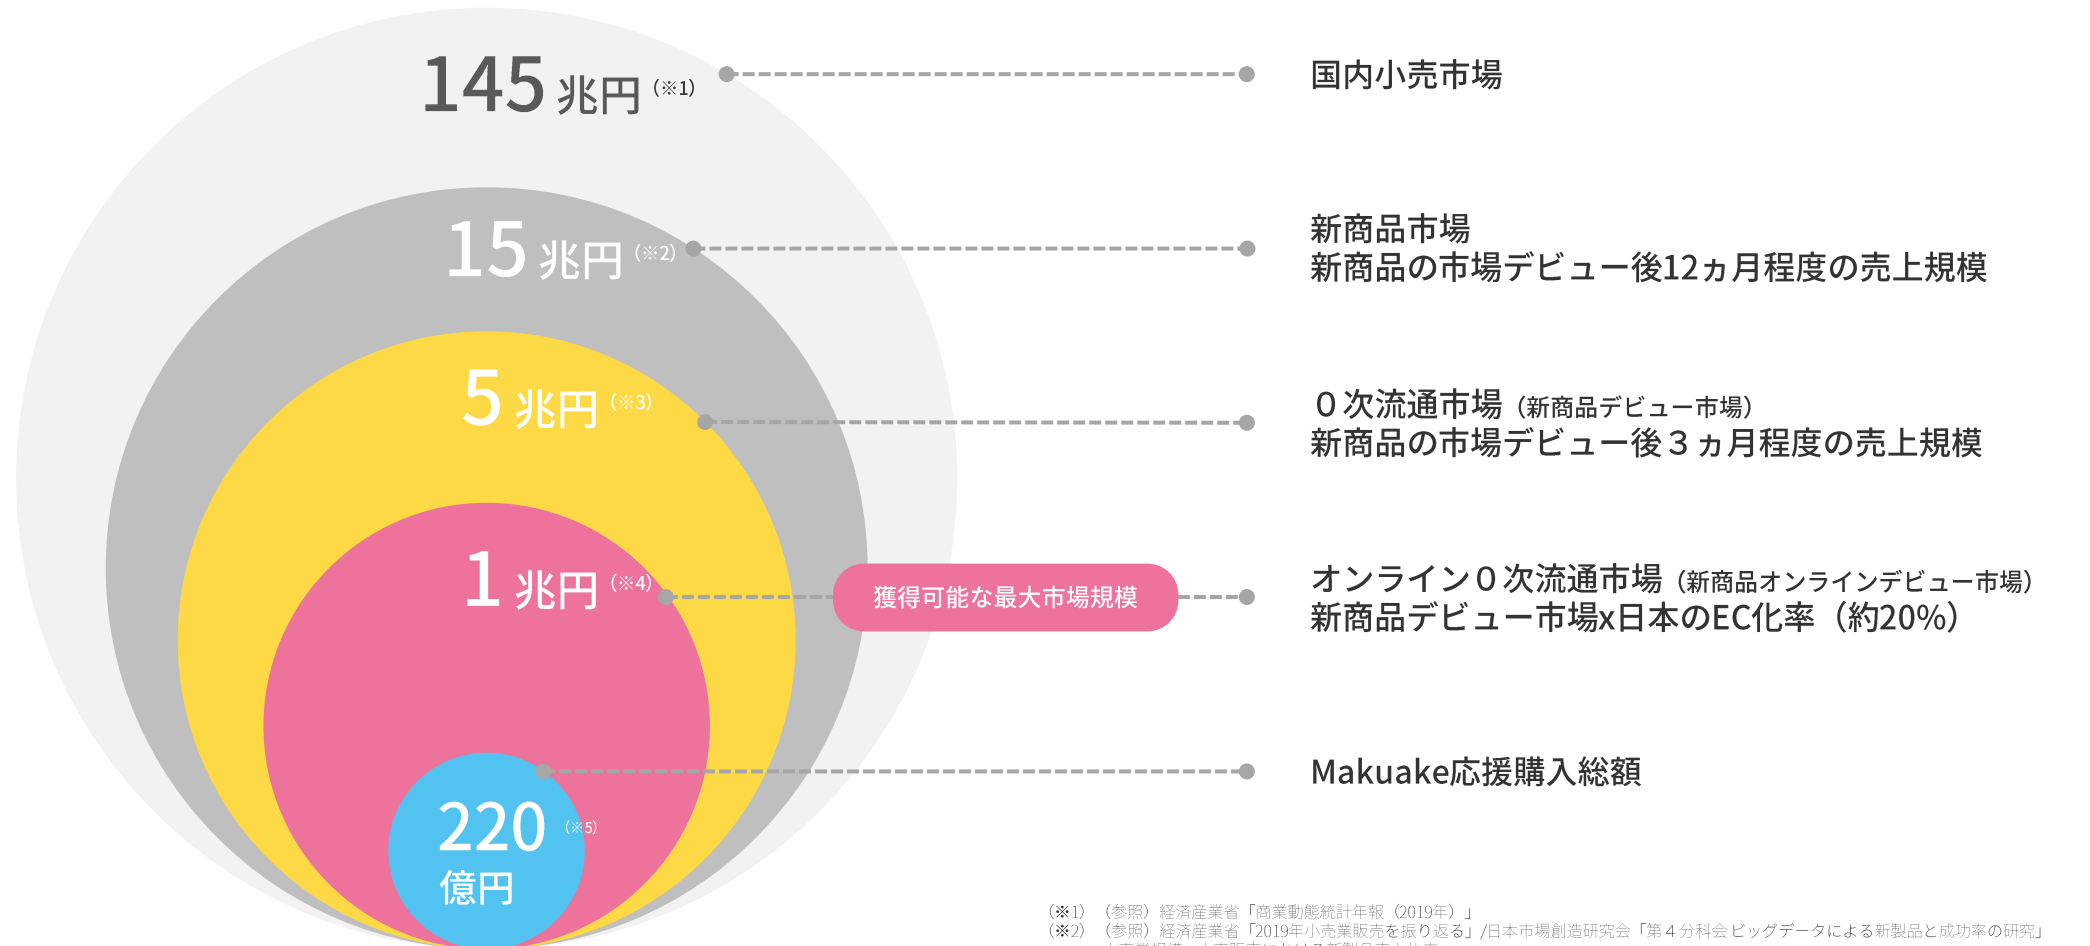 145 兆円 (※1)
国内小売市場
15 兆円 (※2)
新商品市場
新商品の市場デビュー後12ヵ月程度の売上規模
5 兆円 (※3)
０次流通市場（新商品デビュー市場）
新商品の市場デビュー後３ヵ月程度の売上規模
1 兆円 (※4)
獲得可能な最大市場規模
オンライン０次流通市場（新商品オンラインデビュー市場）
新商品デビュー市場x日本のEC化率（約20%）
220 (※5)
億円
Makuake応援購入総額
（※1）（参照）経済産業省「商業動態統計年報（2019年）」
（※2）（参照）経済産業省「2019年小売業販売を振り返る」/日本市場創造研究会「第４分科会 ビッグデータによる新製品と成功率の研究」